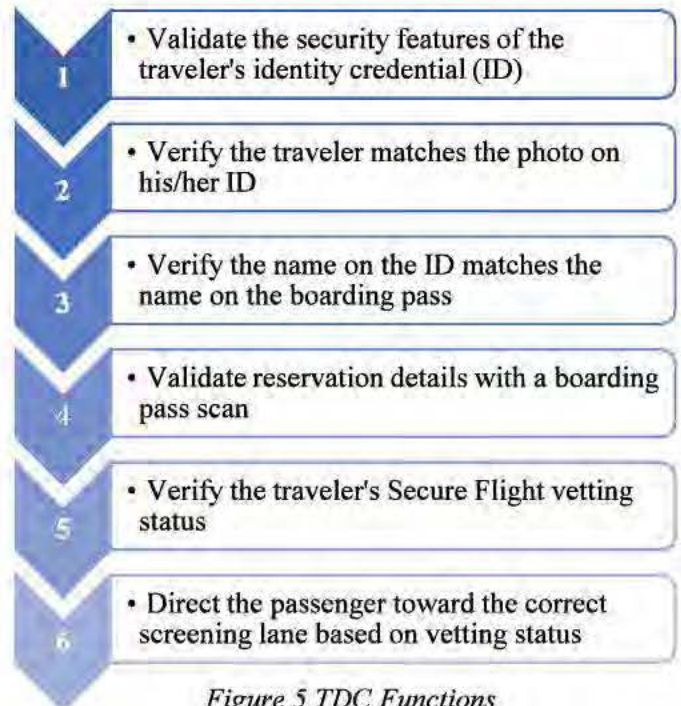 1
• Validate the security features of the
traveler's identity credential (ID)
2
• Verify the traveler matches the photo on
his/her ID
3
• Verify the name on the ID matches the
name on the boarding pass
4
• Validate reservation details with a boarding
pass scan
5
• Verify the traveler's Secure Flight vetting
status
6
• Direct the passenger toward the correct
screening lane based on vetting status
Figure 5 TDC Functions